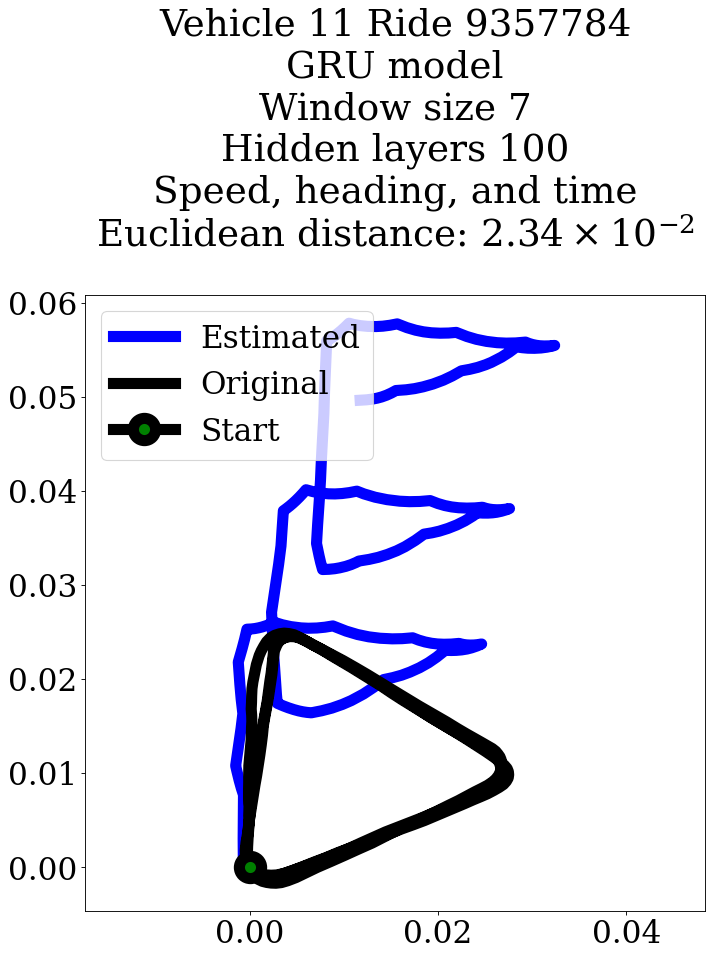 Vehicle 11 Ride 9357784
GRU model
Window size 7
Hidden layers 100
Speed, heading, and time
Euclidean distance: 2.34 × 10⁻²
Estimated
Original
Start
0.06
0.05
0.04
0.03
0.02
0.01
0.00
0.00 0.02 0.04